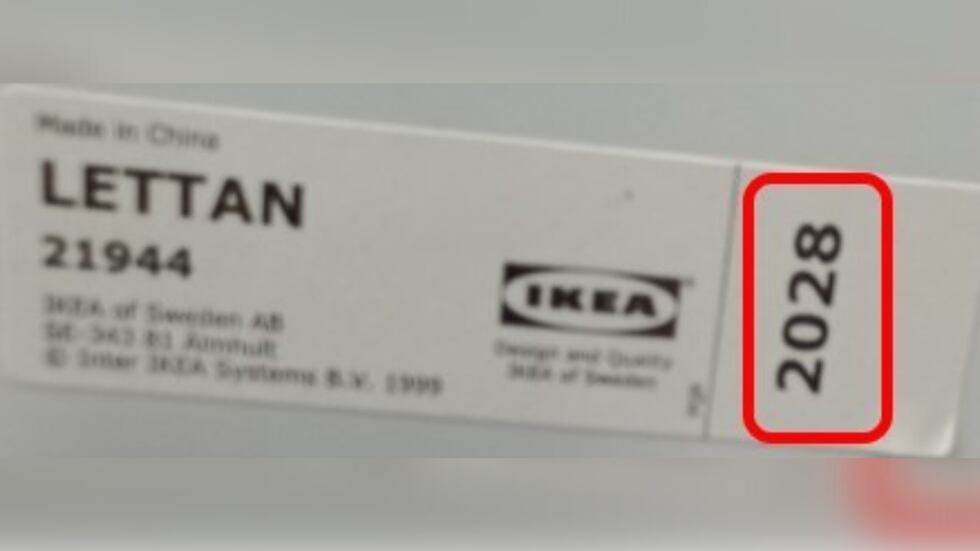 Made in China
LETTAN
21944
IKEA of Sweden AB
SE-343 81 Älmhult
© Inter IKEA Systems B.V. 1999
IKEA
Design and Quality
IKEA of Sweden
2028